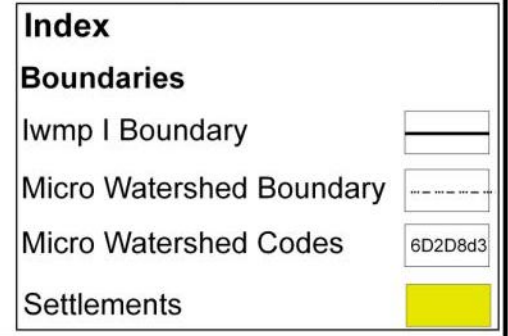 Index
Boundaries
Iwmp I Boundary
Micro Watershed Boundary
Micro Watershed Codes 6D2D8d3
Settlements